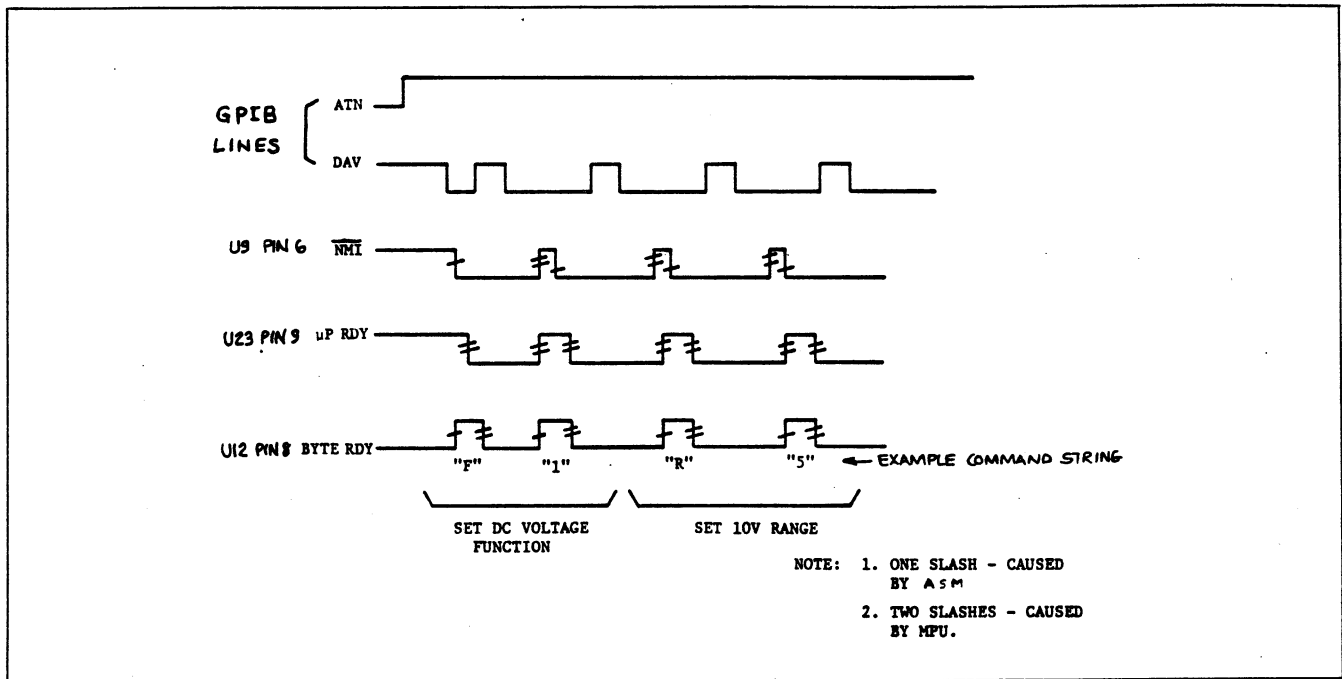 GPIB
LINES
ATN
DAV
U9 PIN 6 N̅M̅I̅
U23 PIN 9 µP RDY
U12 PIN 8 BYTE RDY
"F" "1" "R" "5" ← EXAMPLE COMMAND STRING
SET DC VOLTAGE
FUNCTION
SET 10V RANGE
NOTE: 1. ONE SLASH - CAUSED
BY ASM
2. TWO SLASHES - CAUSED
BY MPU.